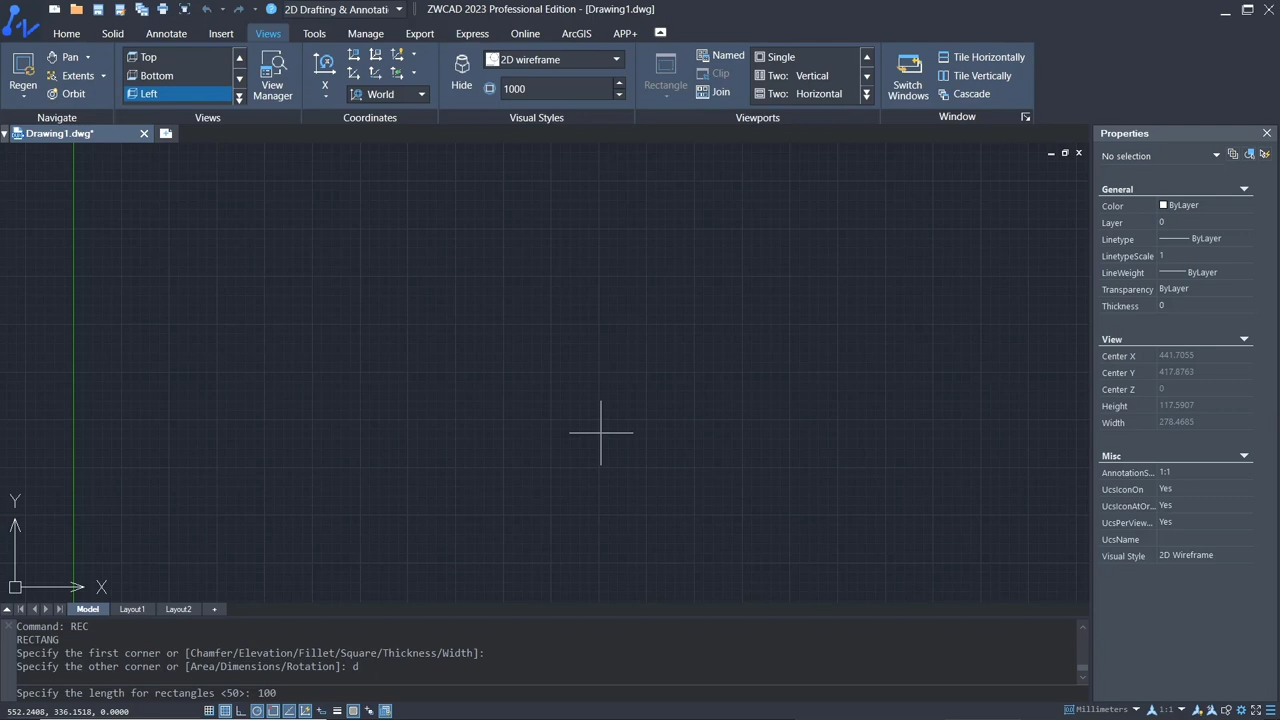 2D Drafting & Annotati
ZWCAD 2023 Professional Edition - [Drawing1.dwg*]
Home Solid Annotate Insert Views Tools Manage Export Express Online ArcGIS APP+
Regen
Pan
Extents
Orbit
Navigate
Top
Bottom
Left
View
Manager
Views
X
World
Coordinates
Hide
2D wireframe
1000
Visual Styles
Rectangle
Named
Clip
Join
Single
Two: Vertical
Two: Horizontal
Viewports
Switch
Windows
Tile Horizontally
Tile Vertically
Cascade
Window
Drawing1.dwg*
Properties
No selection
General
Color ByLayer
Layer 0
Linetype ByLayer
LinetypeScale 1
LineWeight ByLayer
Transparency ByLayer
Thickness 0
View
Center X 441.7055
Center Y 417.8763
Center Z 0
Height 117.5907
Width 278.4685
Misc
AnnotationS... 1:1
UcsIconOn Yes
UcsIconAtOr... Yes
UcsPerView... Yes
UcsName
Visual Style 2D Wireframe
Y
X
Model Layout1 Layout2 +
Command: REC
RECTANG
Specify the first corner or [Chamfer/Elevation/Fillet/Square/Thickness/Width]:
Specify the other corner or [Area/Dimensions/Rotation]: d
Specify the length for rectangles <50>: 100
552.2408, 336.1518, 0.0000
Millimeters 1:1